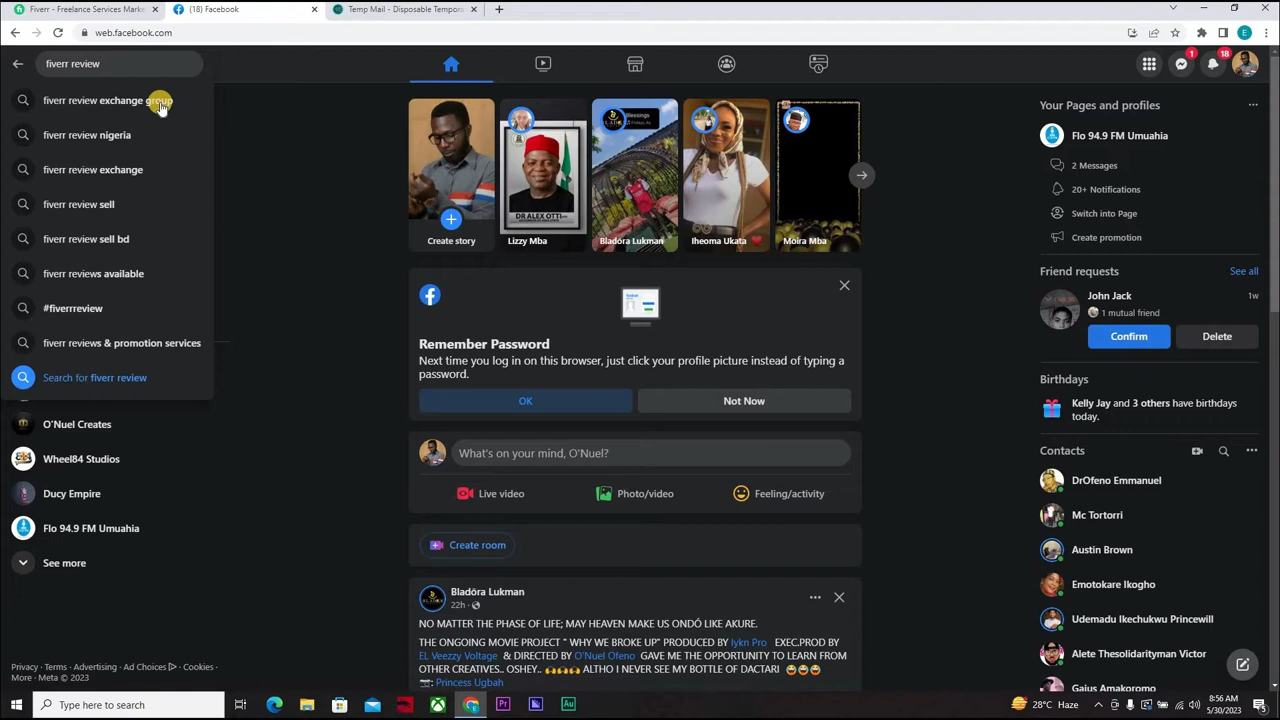 Fiverr - Freelance Services Mark
(18) Facebook
Temp Mail - Disposable Tempora
web.facebook.com
fiverr review
fiverr review exchange group
fiverr review nigeria
fiverr review exchange
fiverr review sell
fiverr review sell bd
fiverr reviews available
#fiverrreview
fiverr reviews & promotion services
Search for fiverr review
O'Nuel Creates
Wheel84 Studios
Ducy Empire
Flo 94.9 FM Umuahia
See more
Privacy · Terms · Advertising · Ad Choices · Cookies ·
More · Meta © 2023
Blessings
DR ALEX OTTI
Create story
Lizzy Mba
Bladōra Lukman
Iheoma Ukata
Moira Mba
Remember Password
Next time you log in on this browser, just click your profile picture instead of typing a
password.
OK
Not Now
What's on your mind, O'Nuel?
Live video
Photo/video
Feeling/activity
Create room
Bladōra Lukman
22h ·
NO MATTER THE PHASE OF LIFE; MAY HEAVEN MAKE US ONDÓ LIKE AKURE.
THE ONGOING MOVIE PROJECT " WHY WE BROKE UP" PRODUCED BY Iykn Pro EXEC.PROD BY
EL Veezzy Voltage & DIRECTED BY O'Nuel Ofeno GAVE ME THE OPPORTUNITY TO LEARN FROM
OTHER CREATIVES.. OSHEY.. ALTHO I NEVER SEE MY BOTTLE OF DACTARI
: Princess Ugbah
E
1
18
Your Pages and profiles
Flo 94.9 FM Umuahia
2 Messages
20+ Notifications
Switch into Page
Create promotion
Friend requests
See all
John Jack
1w
1 mutual friend
Confirm
Delete
Birthdays
Kelly Jay and 3 others have birthdays
today.
Contacts
DrOfeno Emmanuel
Mc Tortorri
Austin Brown
Emotokare Ikogho
Udemadu Ikechukwu Princewill
Alete Thesolidarityman Victor
Gaius Amakoromo
Type here to search
Pr
Au
28°C Haze
8:56 AM
5/30/2023